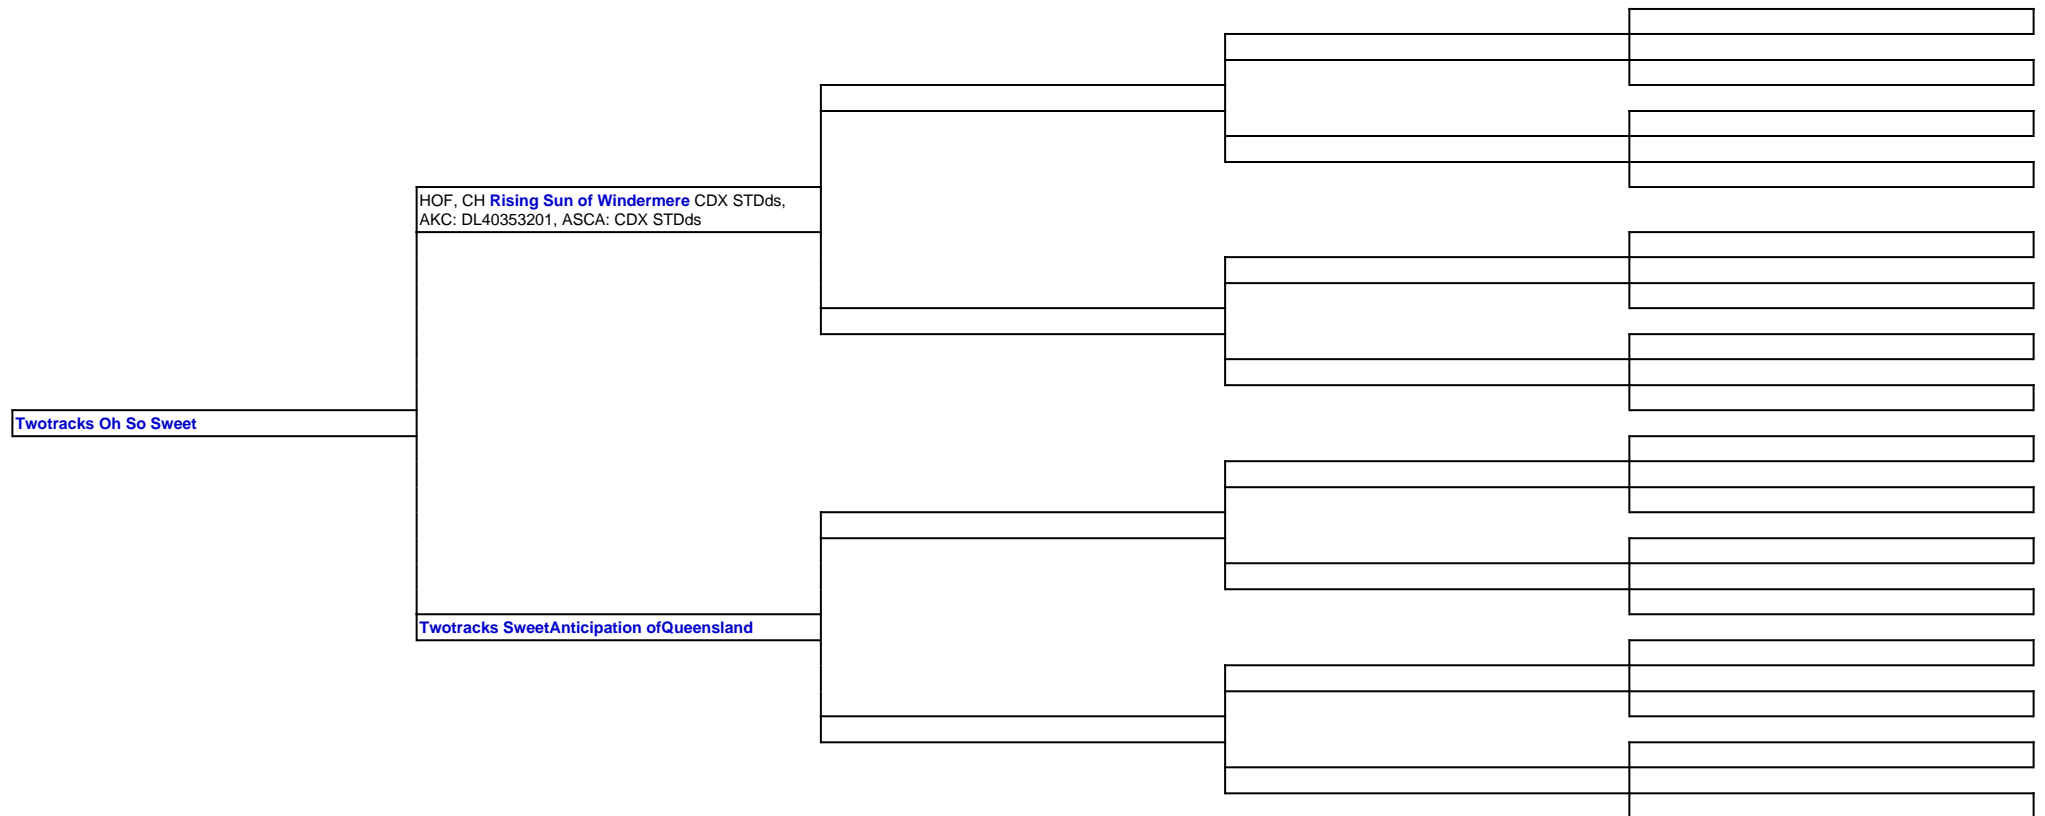 HOF, CH Rising Sun of Windermere CDX STDds,
AKC: DL40353201, ASCA: CDX STDds
Twotracks Oh So Sweet
Twotracks SweetAnticipation ofQueensland